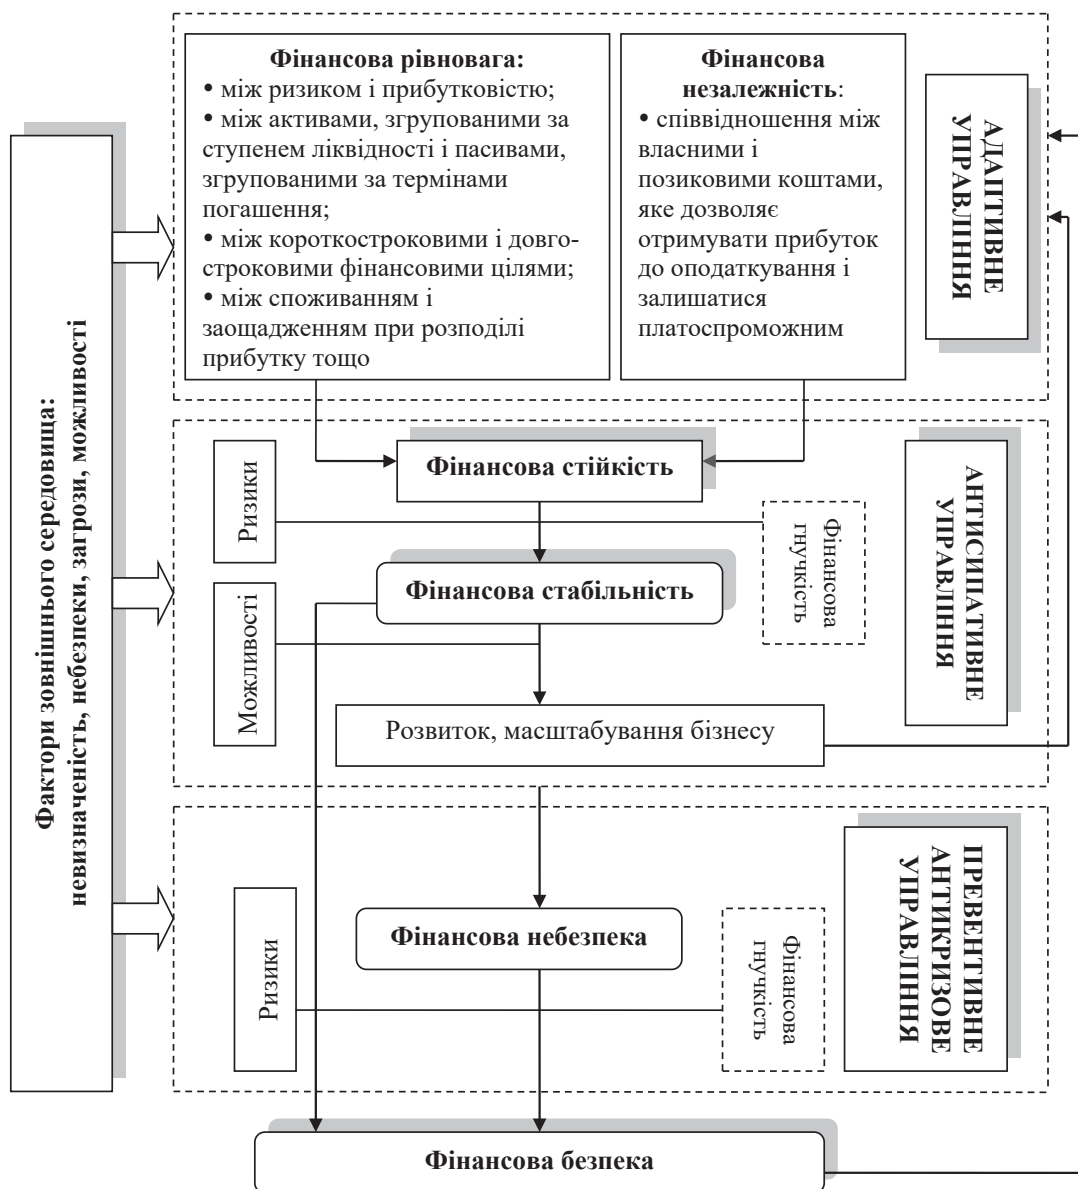 Фінансова рівновага:
• між ризиком і прибутковістю;
• між активами, згрупованими за
ступенем ліквідності і пасивами,
згрупованими за термінами
погашення;
• між короткостроковими і довго-
строковими фінансовими цілями;
• між споживанням і
заощадженням при розподілі
прибутку тощо
Фінансова
незалежність:
• співвідношення між
власними і
позиковими коштами,
яке дозволяє
отримувати прибуток
до оподаткування і
залишатися
платоспроможним
АДАПТИВНЕ
УПРАВЛІННЯ
Фактори зовнішнього середовища:
невизначеність, небезпеки, загрози, можливості
Ризики
Фінансова стійкість
Фінансова
гнучкість
АНТИСИПАТИВНЕ
УПРАВЛІННЯ
Фінансова стабільність
Можливості
Розвиток, масштабування бізнесу
Ризики
Фінансова небезпека
Фінансова
гнучкість
ПРЕВЕНТИВНЕ
АНТИКРИЗОВЕ
УПРАВЛІННЯ
Фінансова безпека